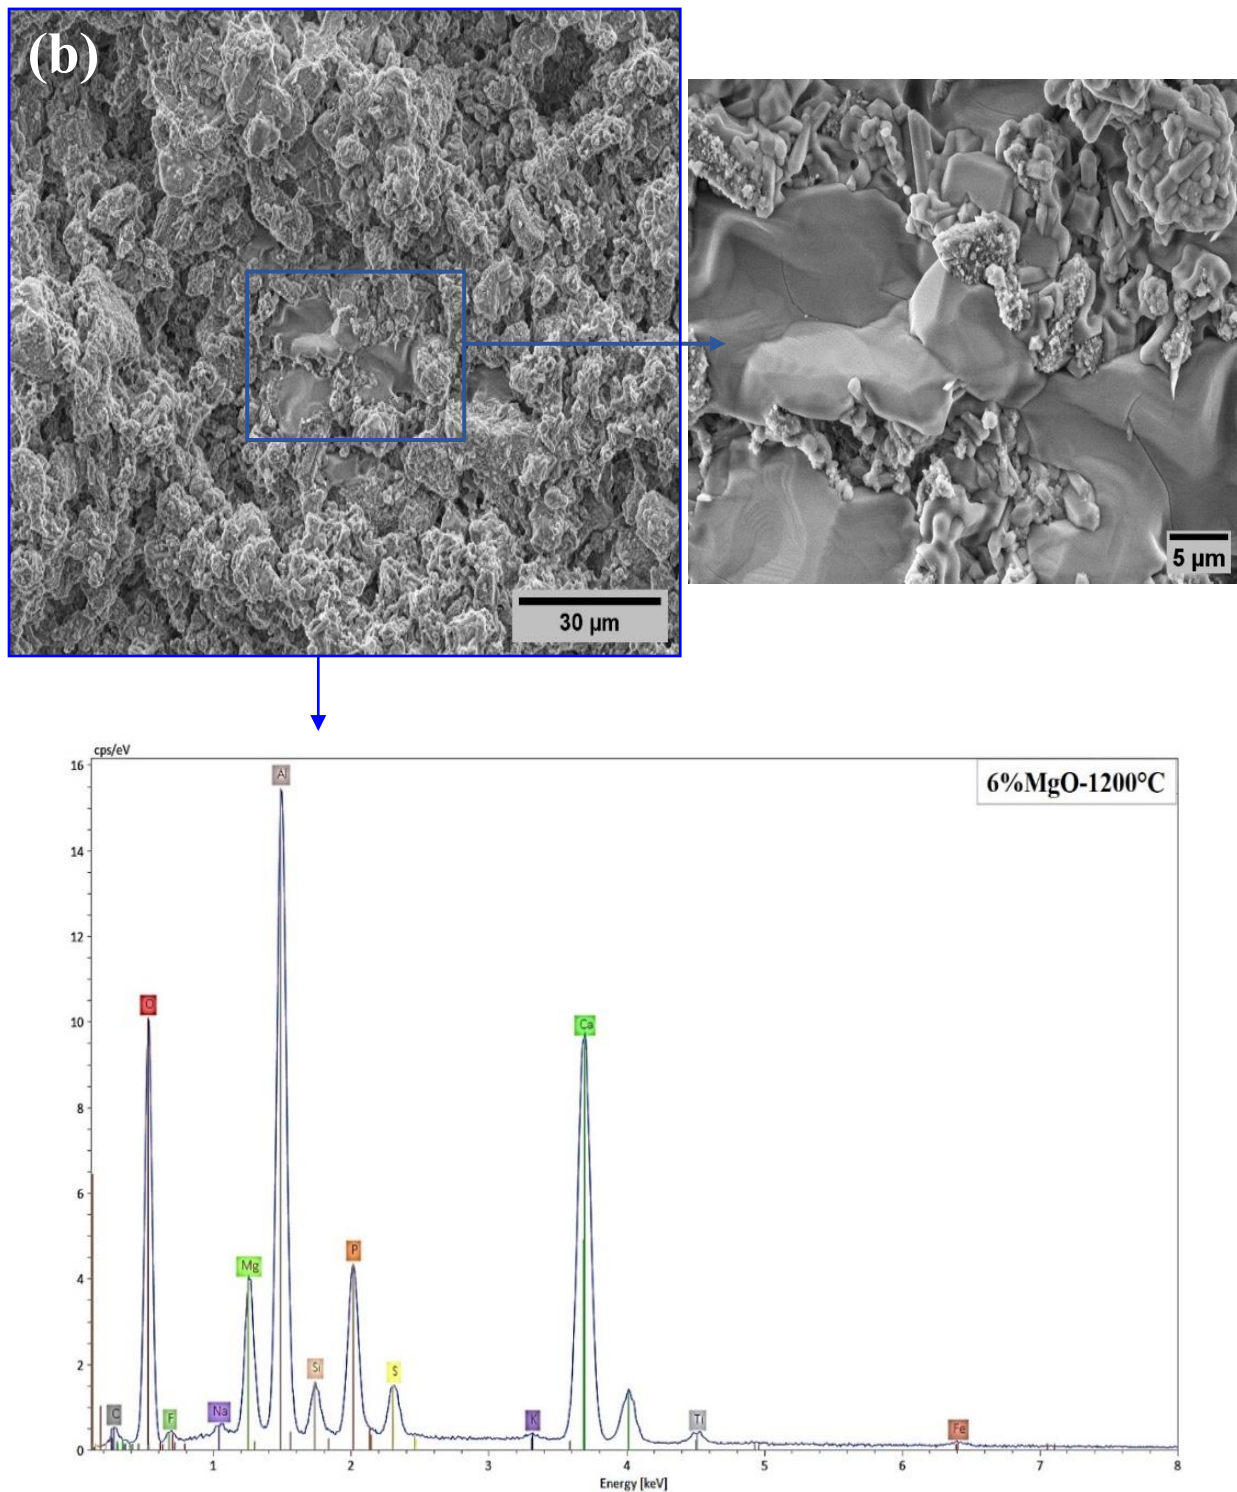 (b)
30 µm
5 µm
cps/eV
6%MgO-1200°C
16
14
12
10
8
6
4
2
0
Al
O
Ca
Mg
P
Si
S
C
F
Na
K
Ti
Fe
1 2 3 4 5 6 7 8
Energy [keV]